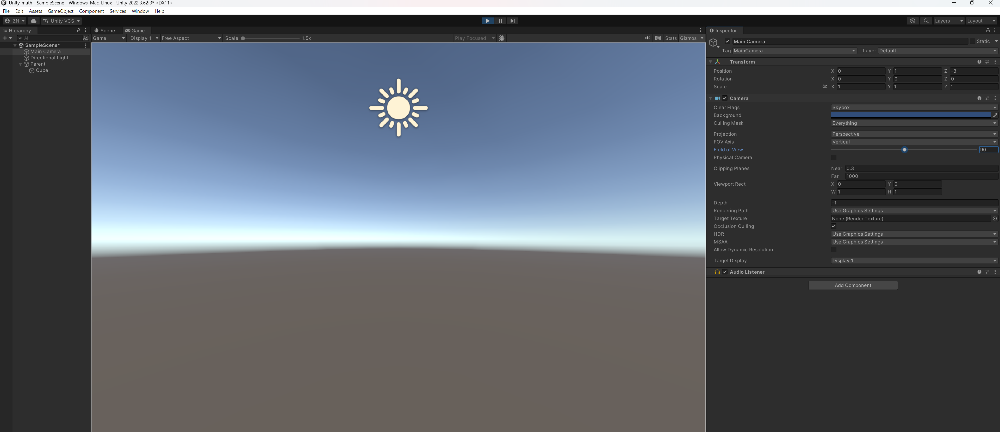 Unity-math - SampleScene - Windows, Mac, Linux - Unity 2022.3.62f3* <DX11>
File Edit Assets GameObject Component Services Window Help
ZN Unity VCS Layers Layout
Hierarchy
All
SampleScene*
Main Camera
Directional Light
Parent
Cube
Scene Game
Game Display 1 Free Aspect Scale 1.5x Play Focused Stats Gizmos
Inspector
Main Camera Static
Tag MainCamera Layer Default
Transform
Position X 0 Y 1 Z -3
Rotation X 0 Y 0 Z 0
Scale X 1 Y 1 Z 1
Camera
Clear Flags Skybox
Background
Culling Mask Everything
Projection Perspective
FOV Axis Vertical
Field of View 90
Physical Camera
Clipping Planes Near 0.3
Far 1000
Viewport Rect X 0 Y 0
W 1 H 1
Depth -1
Rendering Path Use Graphics Settings
Target Texture None (Render Texture)
Occlusion Culling
HDR Use Graphics Settings
MSAA Use Graphics Settings
Allow Dynamic Resolution
Target Display Display 1
Audio Listener
Add Component